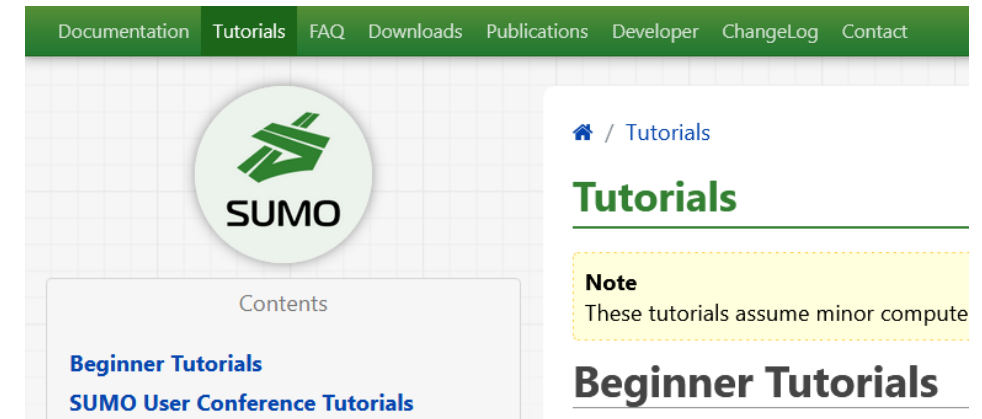 Documentation Tutorials FAQ Downloads Publications Developer ChangeLog Contact
SUMO
Contents
Beginner Tutorials
SUMO User Conference Tutorials
/ Tutorials
Tutorials
Note
These tutorials assume minor compute
Beginner Tutorials